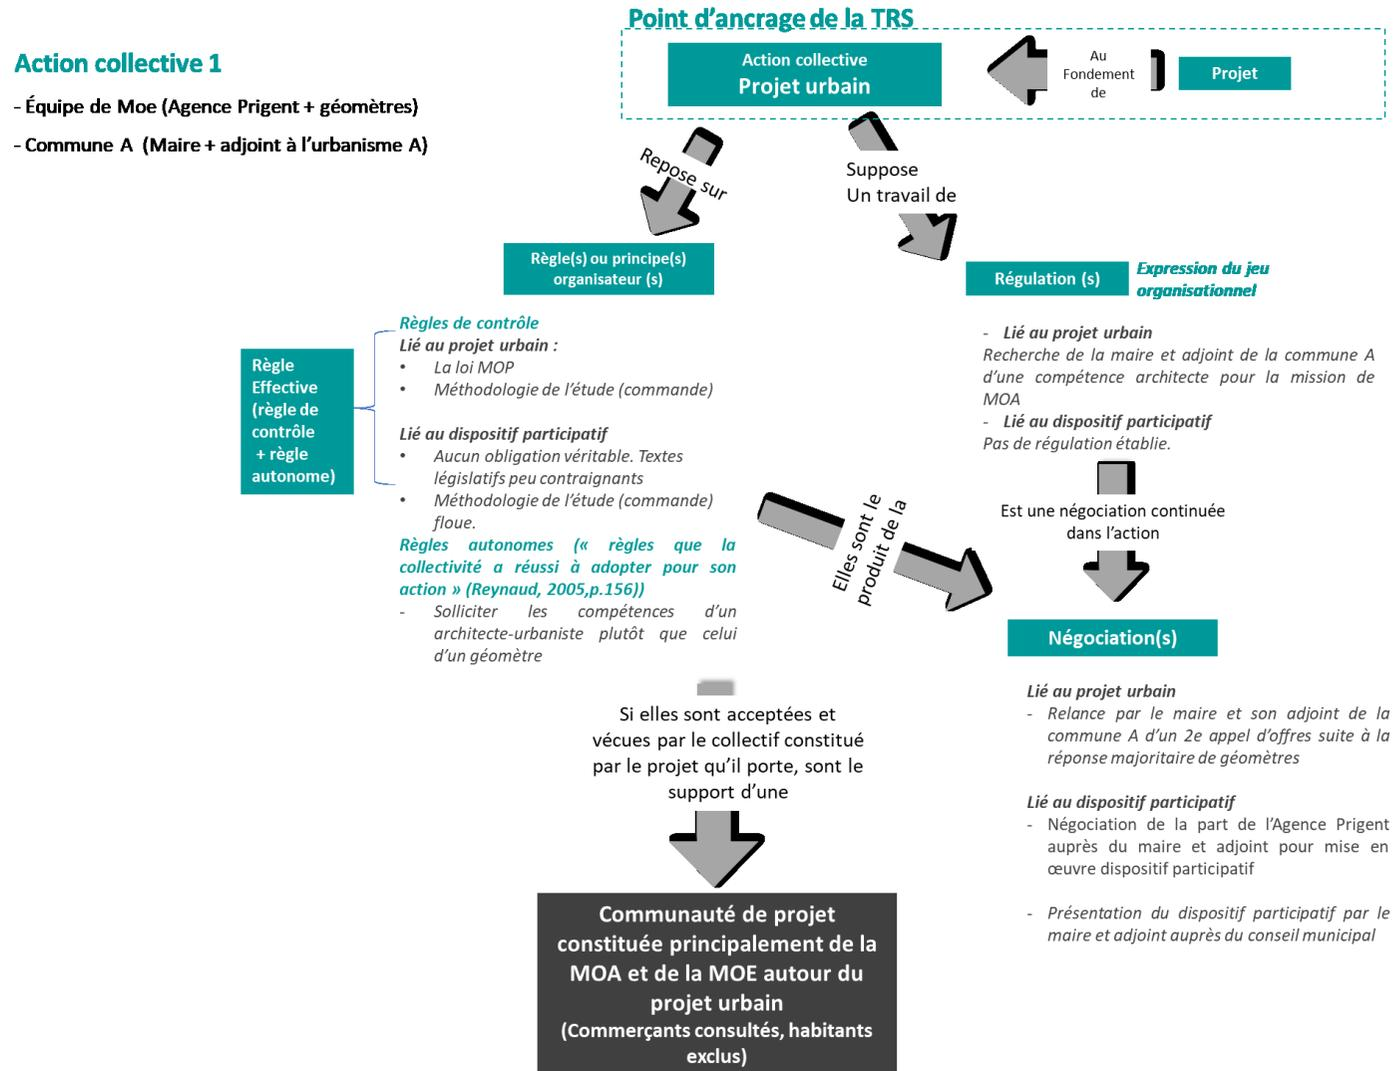 Point d'ancrage de la TRS
Action collective
Projet urbain
Au
Fondement
de
Projet
Action collective 1
- Équipe de Moe (Agence Prigent + géomètres)
- Commune A (Maire + adjoint à l'urbanisme A)
Repose sur
Suppose
Un travail de
Règle(s) ou principe(s)
organisateur (s)
Régulation (s)
Expression du jeu
organisationnel
Règle
Effective
(règle de
contrôle
+ règle
autonome)
Règles de contrôle
Lié au projet urbain :
• La loi MOP
• Méthodologie de l'étude (commande)
Lié au dispositif participatif
• Aucun obligation véritable. Textes
législatifs peu contraignants
• Méthodologie de l'étude (commande)
floue.
Règles autonomes (« règles que la
collectivité a réussi à adopter pour son
action » (Reynaud, 2005,p.156))
- Solliciter les compétences d'un
architecte-urbaniste plutôt que celui
d'un géomètre
- Lié au projet urbain
Recherche de la maire et adjoint de la commune A
d'une compétence architecte pour la mission de
MOA
- Lié au dispositif participatif
Pas de régulation établie.
Elles sont le
produit de la
Est une négociation continuée
dans l'action
Négociation(s)
Lié au projet urbain
- Relance par le maire et son adjoint de la
commune A d'un 2e appel d'offres suite à la
réponse majoritaire de géomètres
Lié au dispositif participatif
- Négociation de la part de l'Agence Prigent
auprès du maire et adjoint pour mise en
œuvre dispositif participatif
- Présentation du dispositif participatif par le
maire et adjoint auprès du conseil municipal
Si elles sont acceptées et
vécues par le collectif constitué
par le projet qu'il porte, sont le
support d'une
Communauté de projet
constituée principalement de la
MOA et de la MOE autour du
projet urbain
(Commerçants consultés, habitants
exclus)